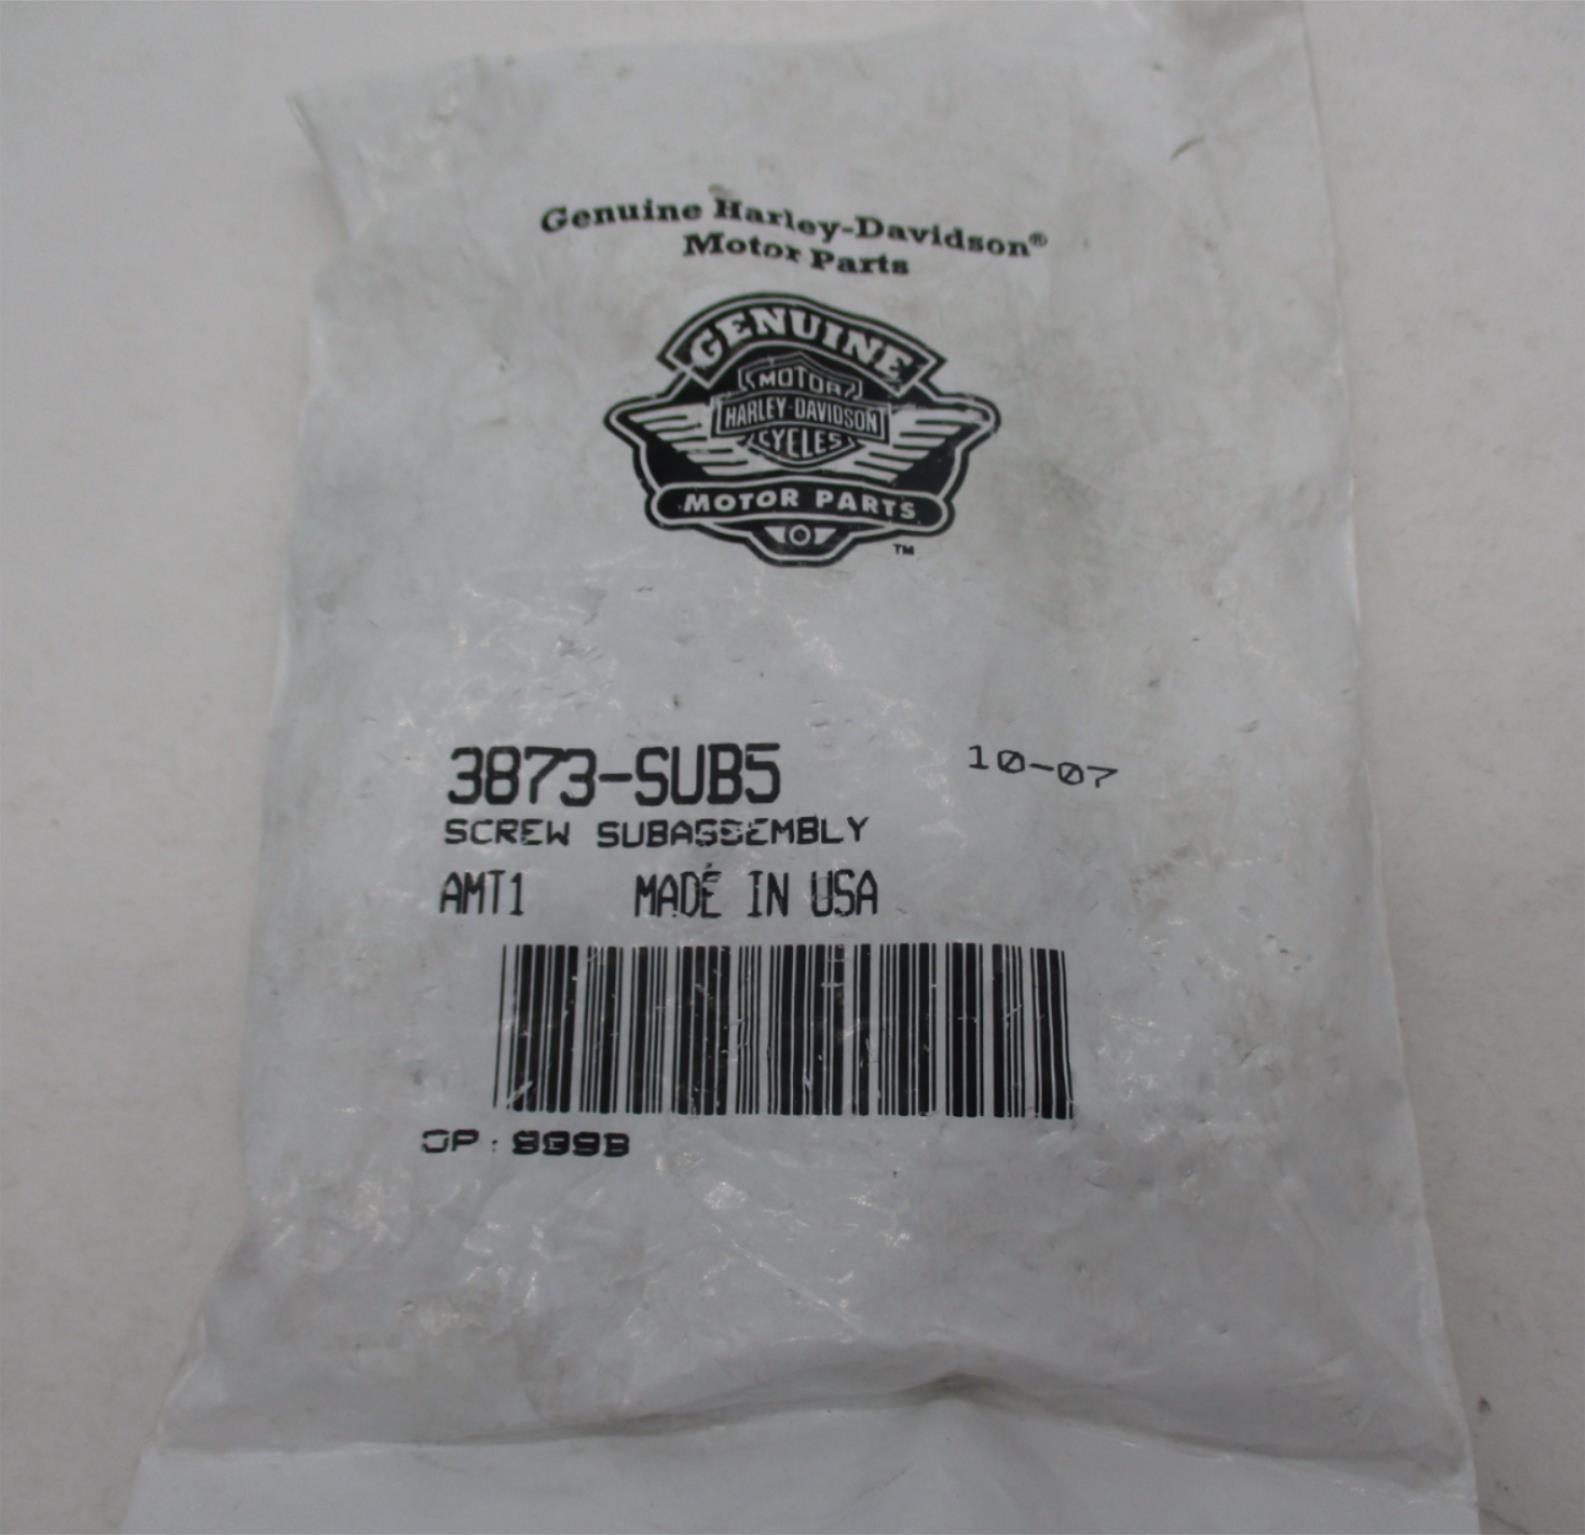 Genuine Harley-Davidson®
Motor Parts
GENUINE
MOTOR
HARLEY-DAVIDSON
CYCLES
MOTOR PARTS
TM
3873-SUB5 10-07
SCREW SUBASSEMBLY
AMT1 MADE IN USA
OP: